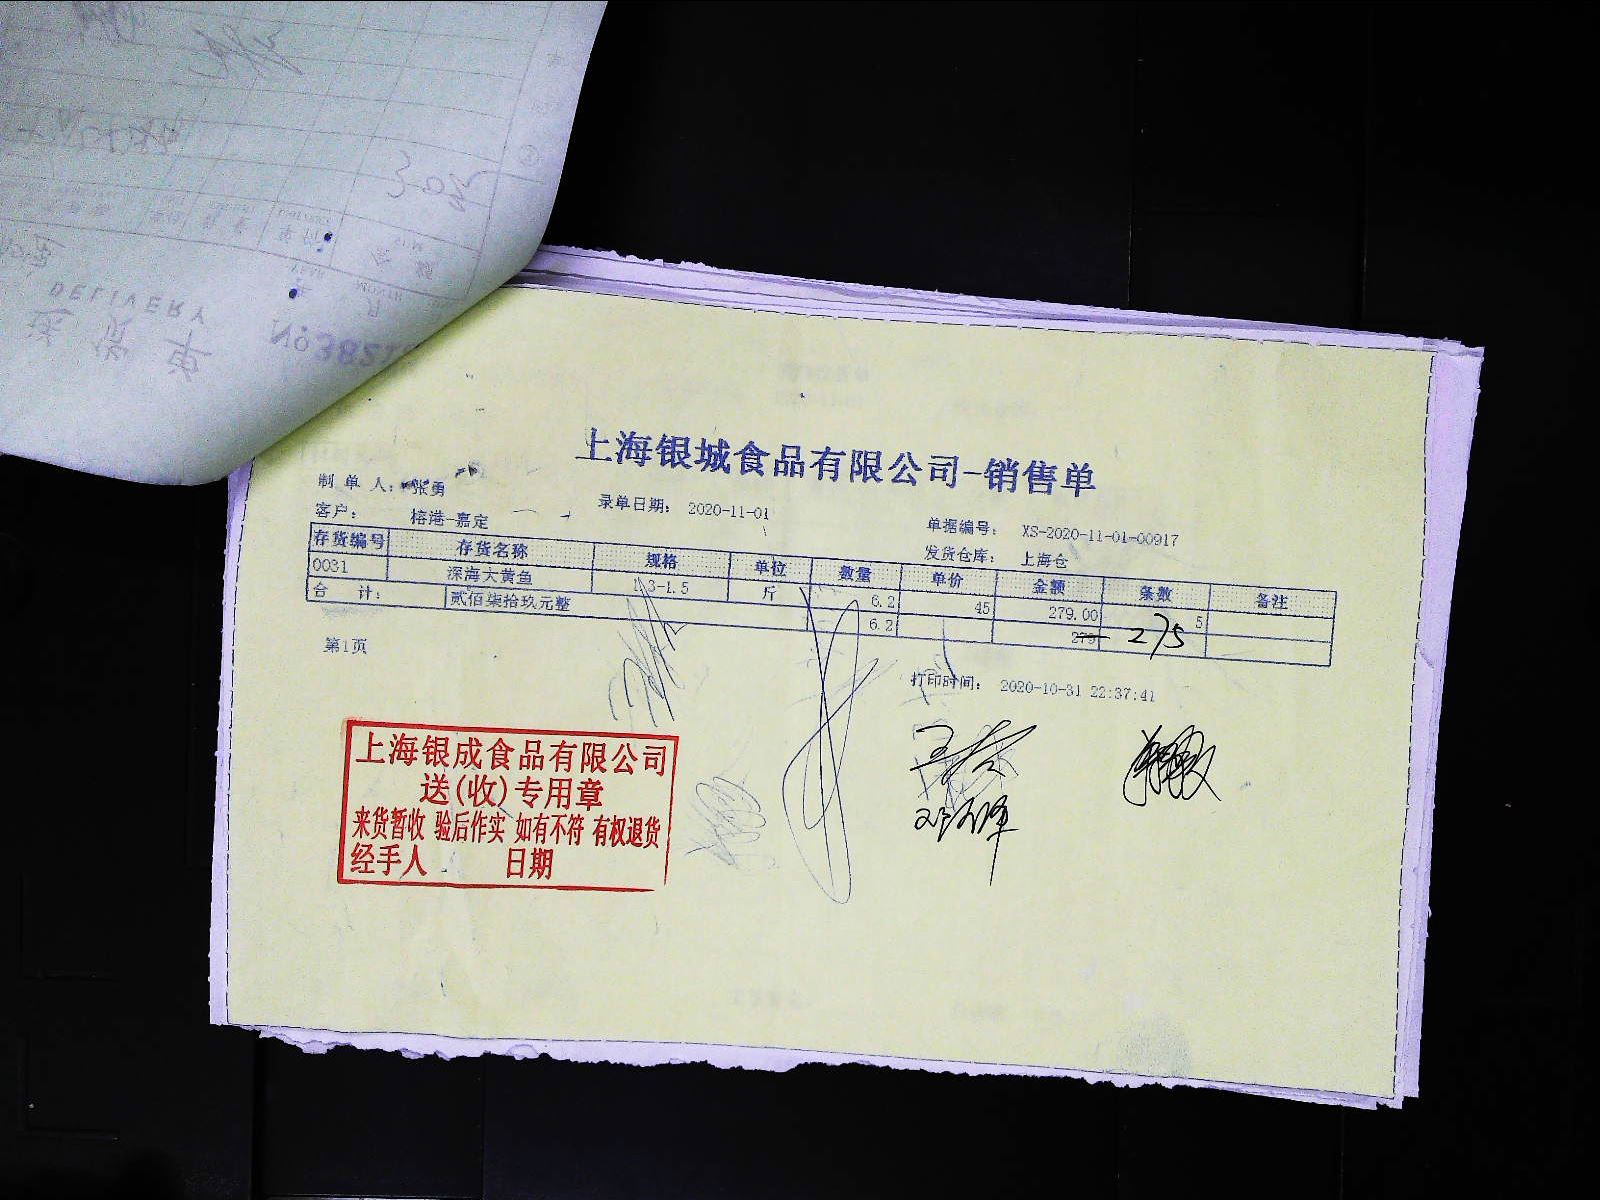 DELIVERY
上海银城食品有限公司-销售单
制 单 人： 张勇 录单日期： 2020-11-01 单据编号： XS-2020-11-01-00917
客户： 榕港-嘉定 发货仓库： 上海仓
存货编号 存货名称 规格 单位 数量 单价 金额 条数 备注
0031 深海大黄鱼 1.3-1.5 斤 6.2 45 279.00 5
合 计： 贰佰柒拾玖元整 6.2 279 275
第1页 打印时间： 2020-10-31 22:37:41
上海银成食品有限公司
送(收)专用章
来货暂收 验后作实 如有不符 有权退货
经手人 日期